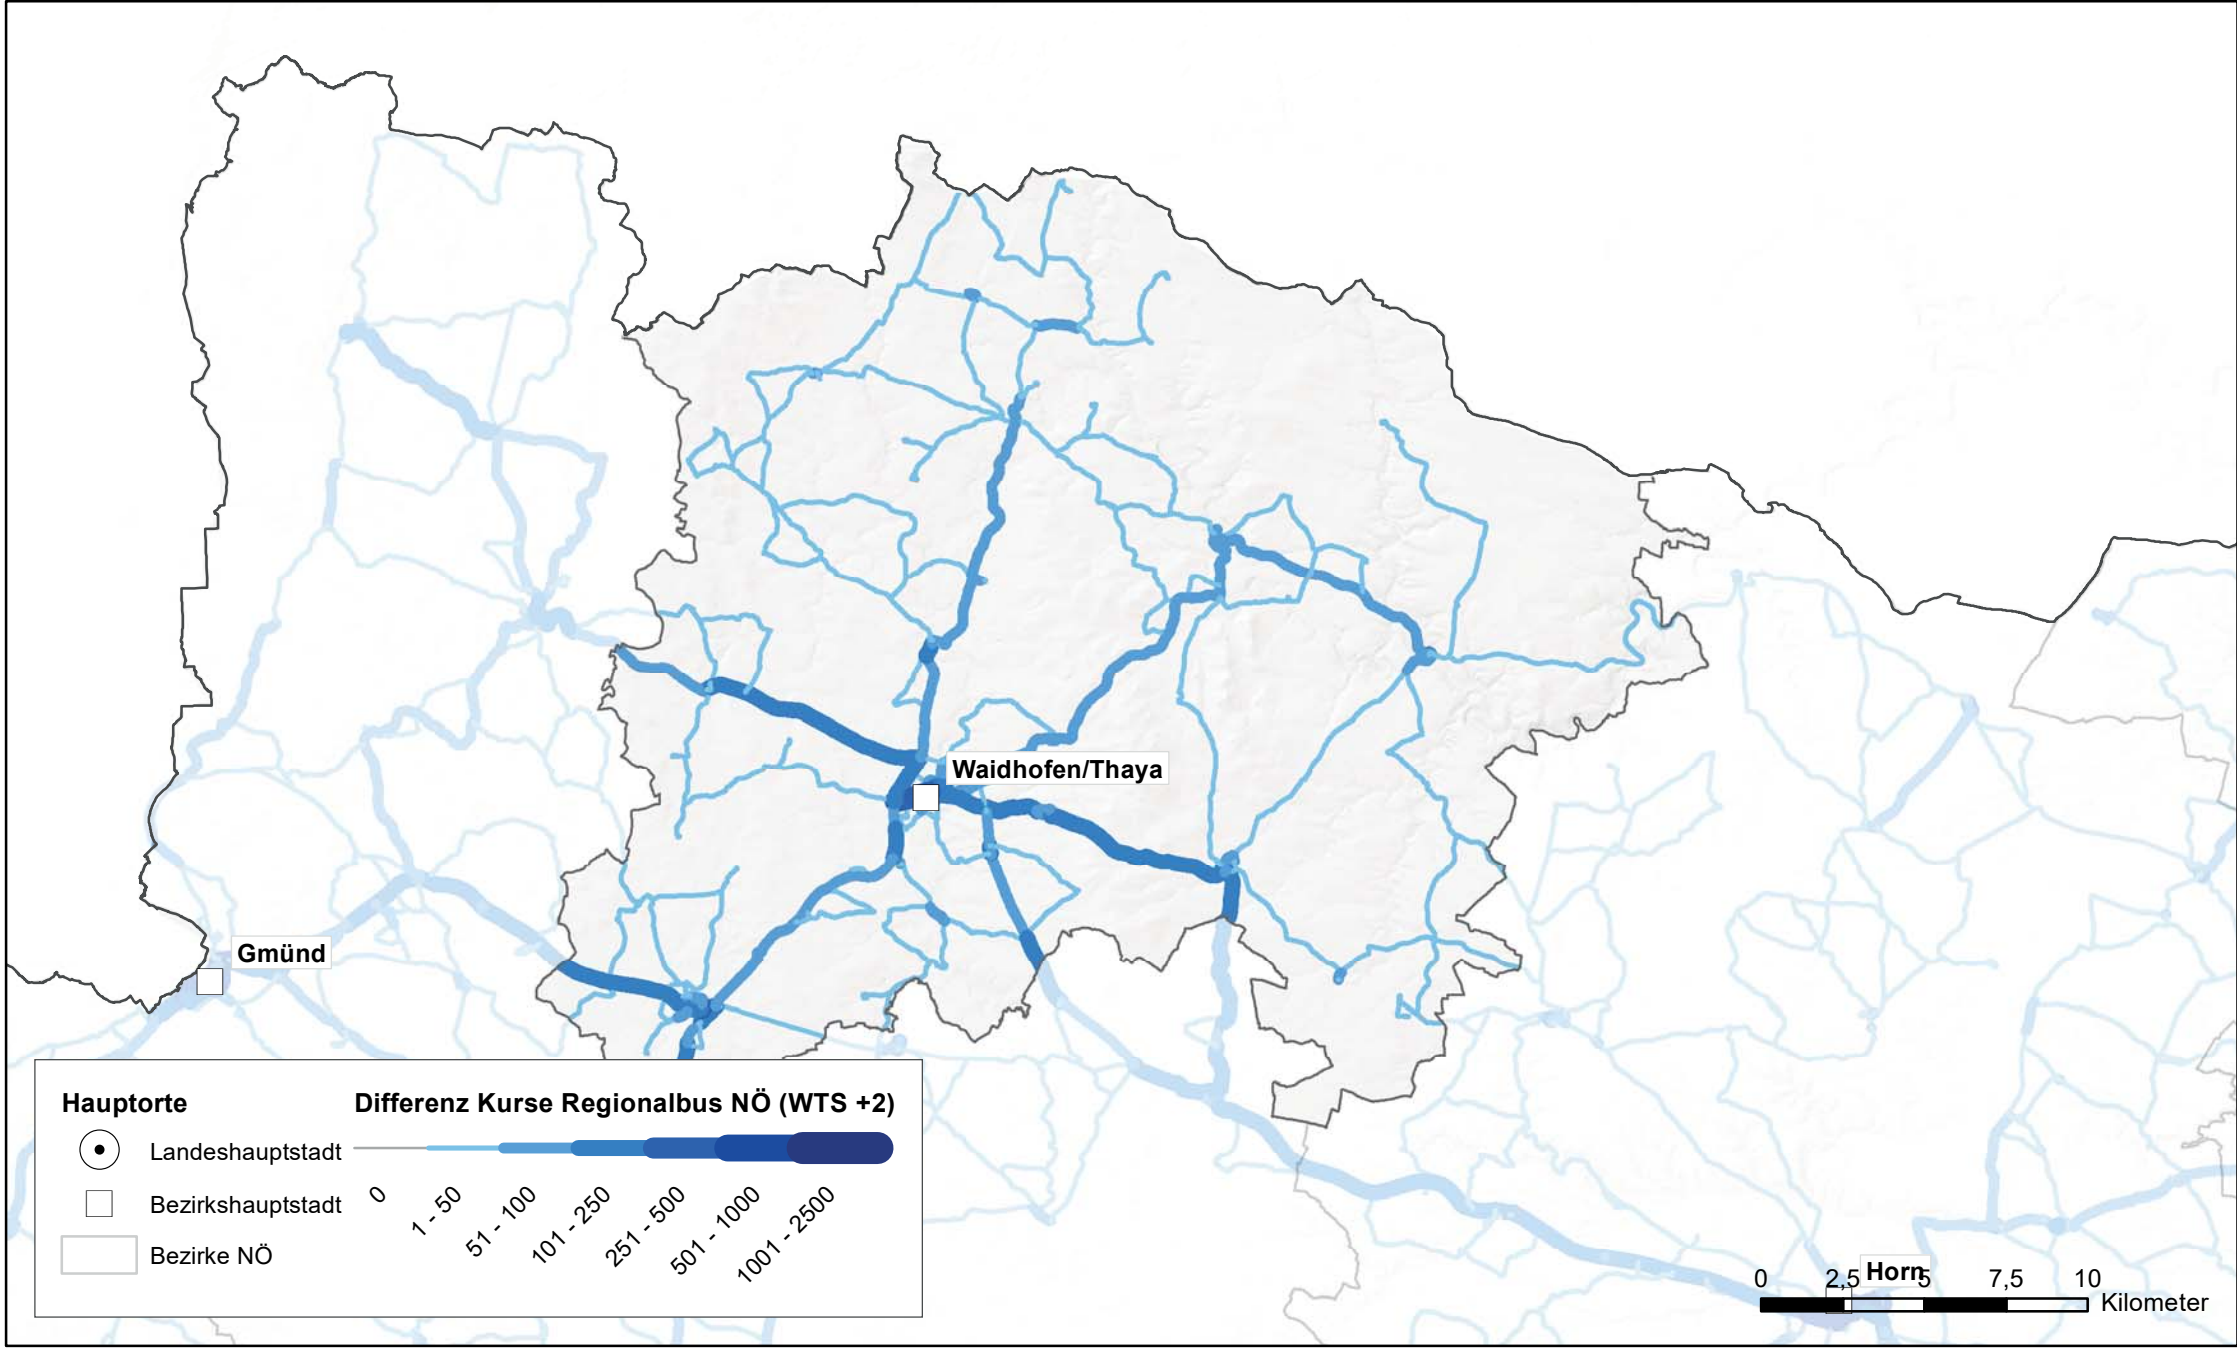 Waidhofen/Thaya
Gmünd
Hauptorte
Landeshauptstadt
Bezirkshauptstadt
Bezirke NÖ
Differenz Kurse Regionalbus NÖ (WTS +2)
0
1 - 50
51 - 100
101 - 250
251 - 500
501 - 1000
1001 - 2500
Horn
0 2,5 5 7,5 10
Kilometer